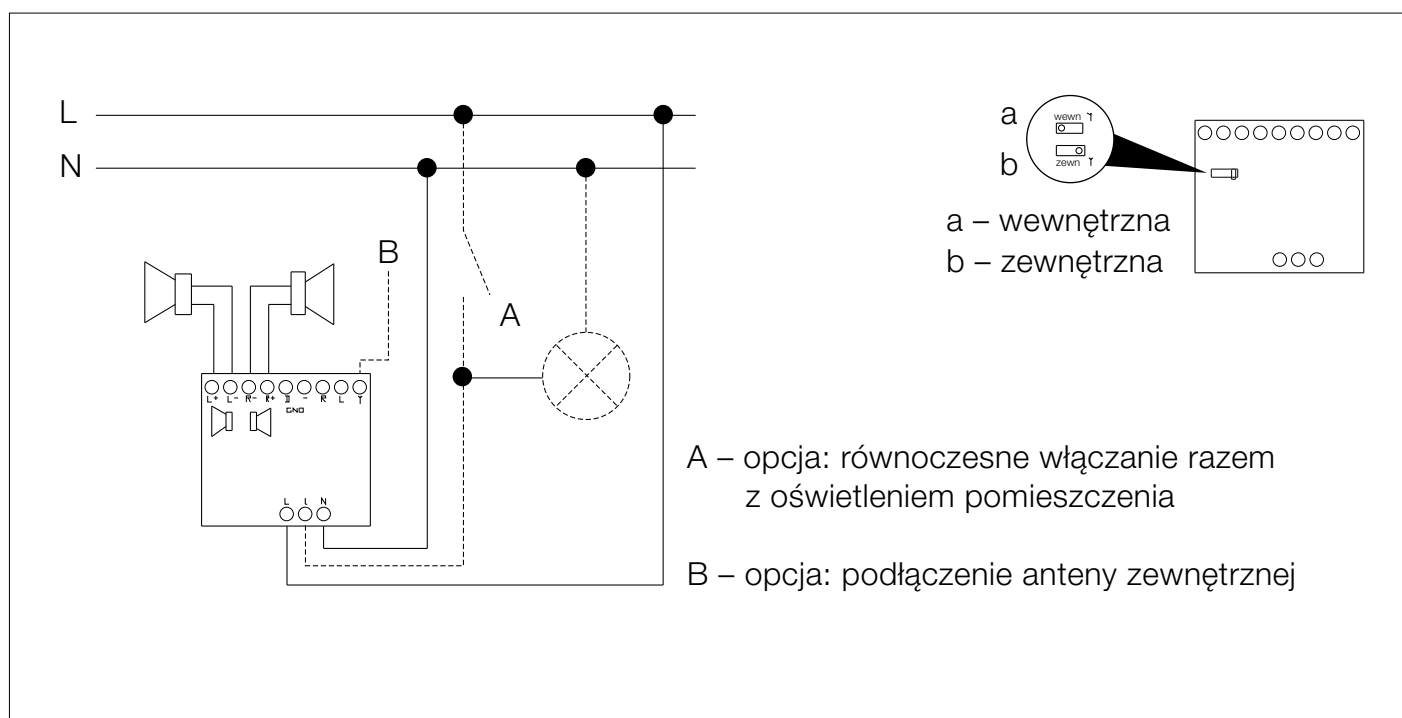 L
N
a
wewn
b
zewn
a – wewnętrzna
b – zewnętrzna
B
A
L+ L- R- R+ - R L
GND
L N
A – opcja: równoczesne włączanie razem
z oświetleniem pomieszczenia
B – opcja: podłączenie anteny zewnętrznej